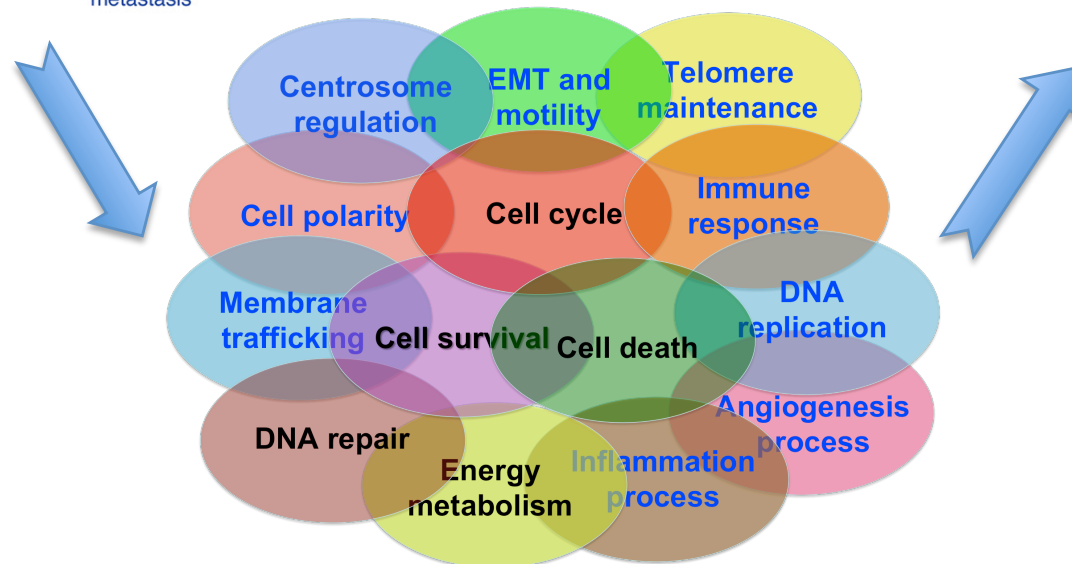 metastasis
Centrosome
regulation
EMT and
motility
Telomere
maintenance
Cell polarity
Cell cycle
Immune
response
Membrane
trafficking
Cell survival
Cell death
DNA
replication
DNA repair
Energy
metabolism
Inflammation
process
Angiogenesis
process